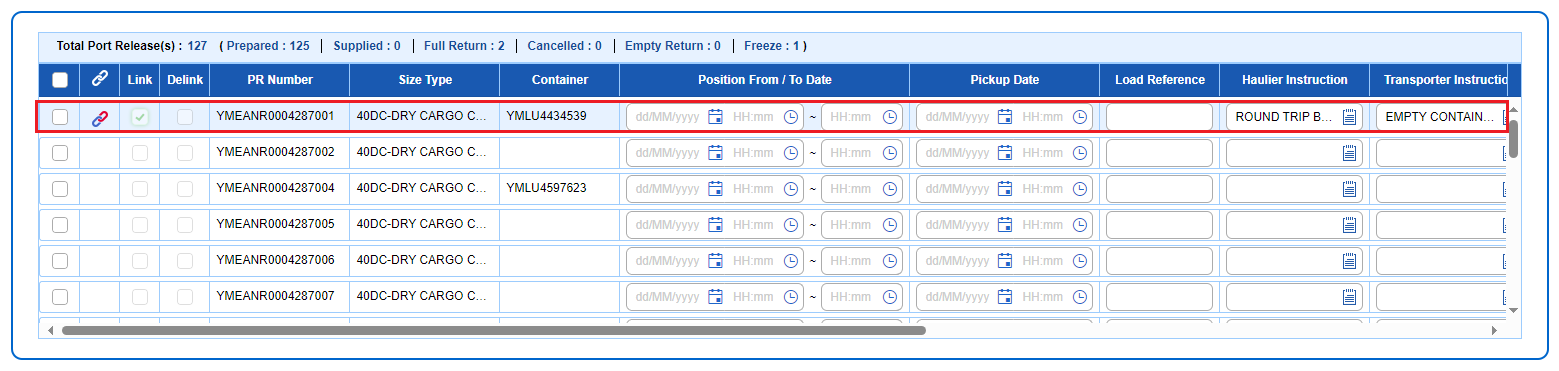 Total Port Release(s) : 127 ( Prepared : 125 | Supplied : 0 | Full Return : 2 | Cancelled : 0 | Empty Return : 0 | Freeze : 1 )
Link Delink PR Number Size Type Container Position From / To Date Pickup Date Load Reference Haulier Instruction Transporter Instructio
YMEANR0004287001 40DC-DRY CARGO C... YMLU4434539 dd/MM/yyyy HH:mm ~ HH:mm dd/MM/yyyy HH:mm ROUND TRIP B... EMPTY CONTAIN...
YMEANR0004287002 40DC-DRY CARGO C... dd/MM/yyyy HH:mm ~ HH:mm dd/MM/yyyy HH:mm
YMEANR0004287004 40DC-DRY CARGO C... YMLU4597623 dd/MM/yyyy HH:mm ~ HH:mm dd/MM/yyyy HH:mm
YMEANR0004287005 40DC-DRY CARGO C... dd/MM/yyyy HH:mm ~ HH:mm dd/MM/yyyy HH:mm
YMEANR0004287006 40DC-DRY CARGO C... dd/MM/yyyy HH:mm ~ HH:mm dd/MM/yyyy HH:mm
YMEANR0004287007 40DC-DRY CARGO C... dd/MM/yyyy HH:mm ~ HH:mm dd/MM/yyyy HH:mm